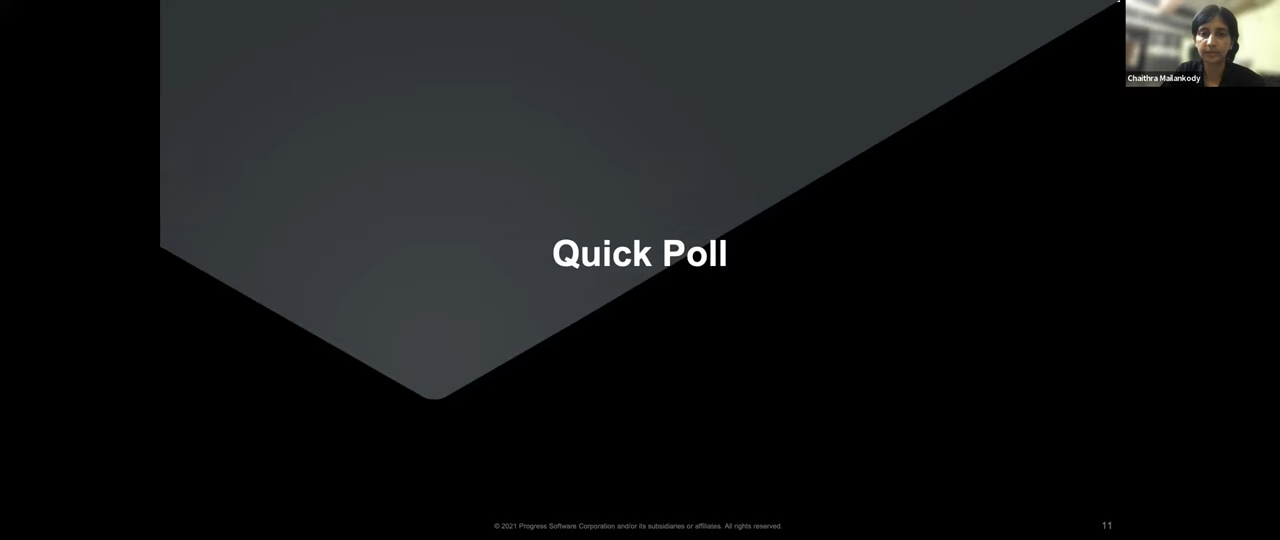 Chaithra Mailankody
Quick Poll
© 2021 Progress Software Corporation and/or its subsidiaries or affiliates. All rights reserved.
11